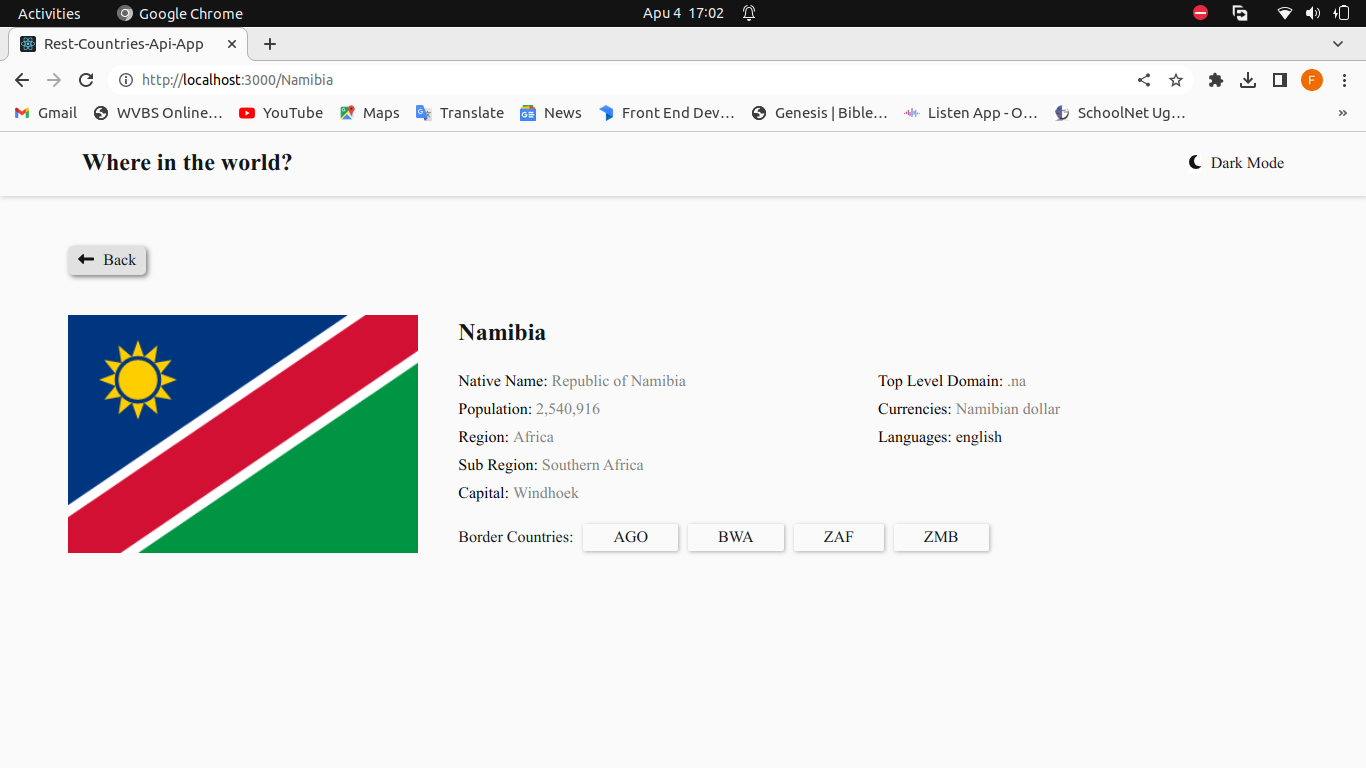 Activities Google Chrome Apu 4 17:02
Rest-Countries-Api-App
http://localhost:3000/Namibia F
Gmail WVBS Online... YouTube Maps Translate News Front End Dev... Genesis | Bible... Listen App - O... SchoolNet Ug... »
Where in the world? Dark Mode
Back
Namibia
Native Name: Republic of Namibia Top Level Domain: .na
Population: 2,540,916 Currencies: Namibian dollar
Region: Africa Languages: english
Sub Region: Southern Africa
Capital: Windhoek
Border Countries: AGO BWA ZAF ZMB